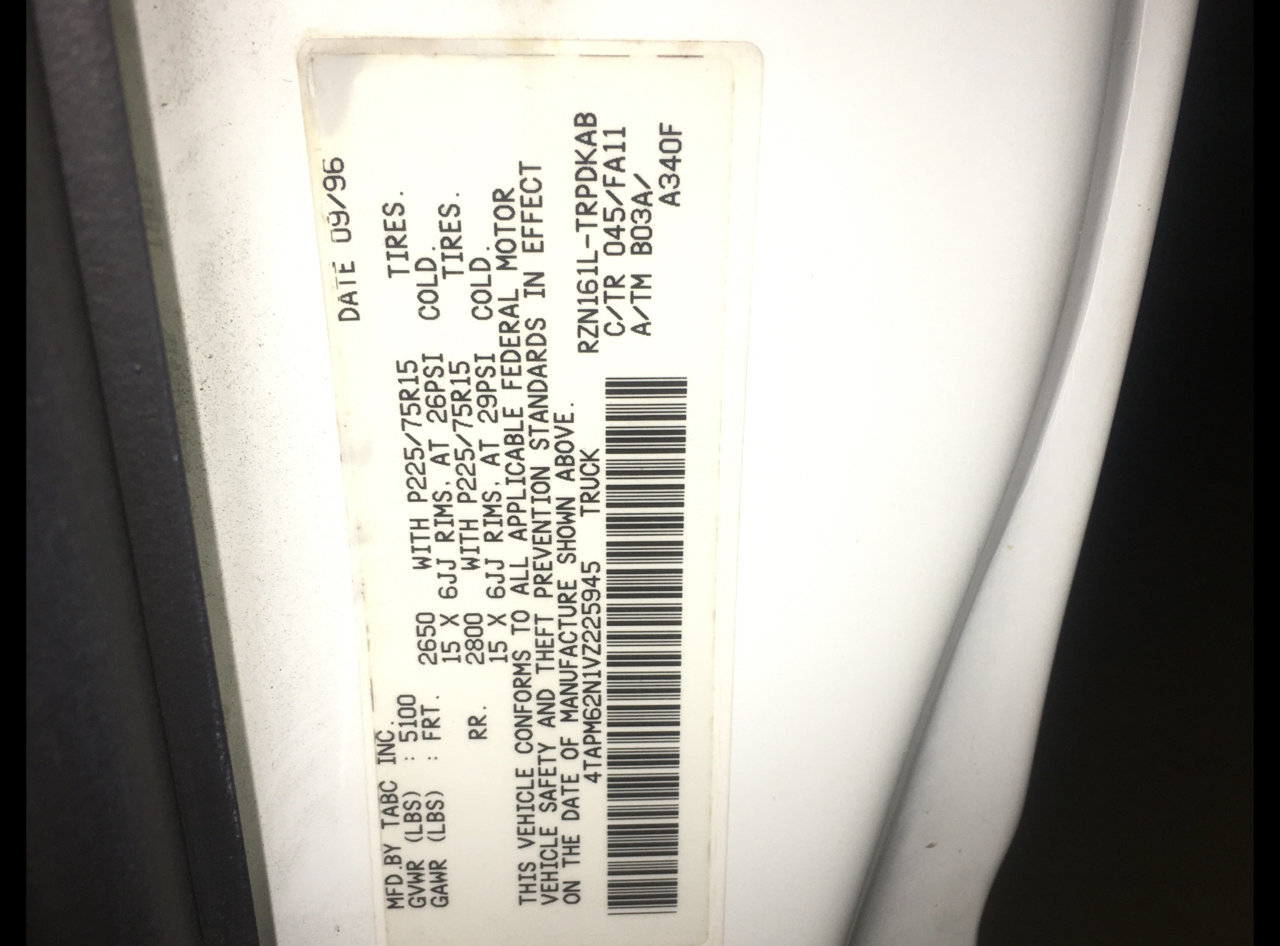 MFD.BY TABC INC. DATE 09/96
GVWR (LBS) : 5100
GAWR (LBS) : FRT. 2650 WITH P225/75R15 TIRES.
15 X 6JJ RIMS, AT 26PSI COLD.
RR. 2800 WITH P225/75R15 TIRES.
15 X 6JJ RIMS, AT 29PSI COLD.
THIS VEHICLE CONFORMS TO ALL APPLICABLE FEDERAL MOTOR
VEHICLE SAFETY AND THEFT PREVENTION STANDARDS IN EFFECT
ON THE DATE OF MANUFACTURE SHOWN ABOVE.
4TAPM62N1VZ225945 TRUCK
RZN161L-TRPDKAB
C/TR 045/FA11
A/TM B03A/
A340F